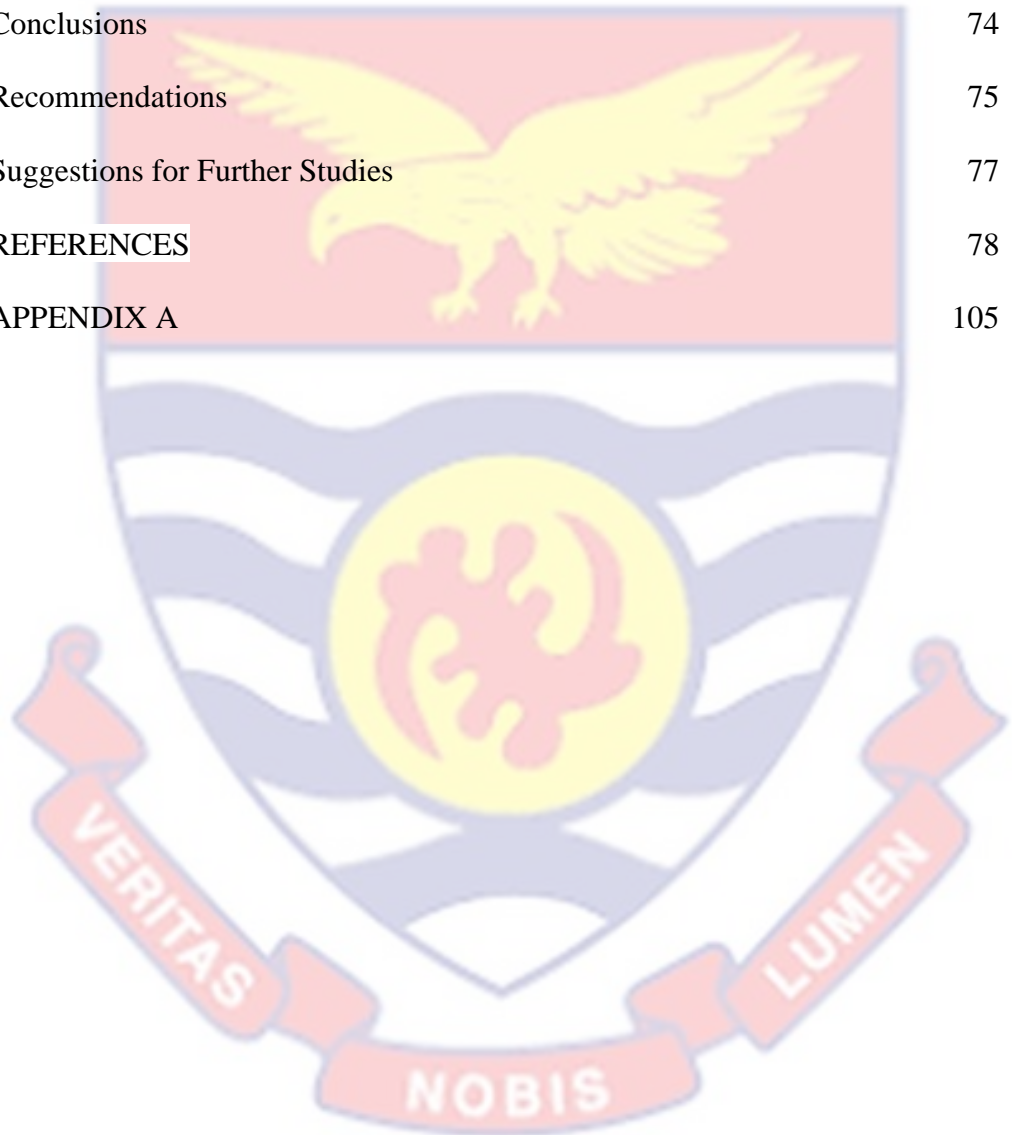 Conclusions 74
Recommendations 75
Suggestions for Further Studies 77
REFERENCES 78
APPENDIX A 105
VERITAS
NOBIS
LUMEN